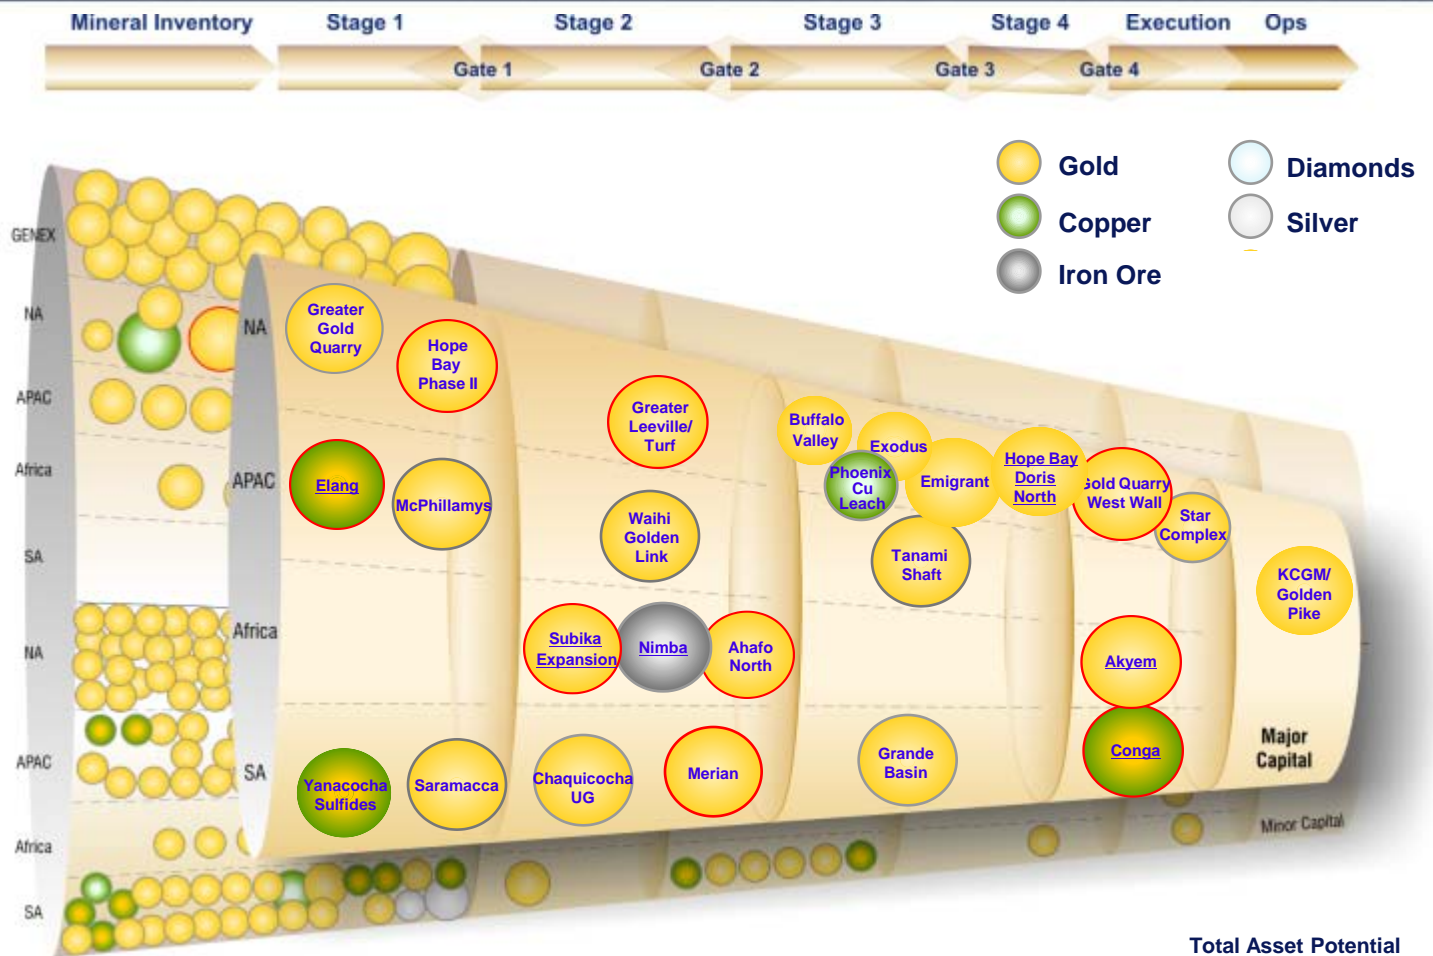 Mineral Inventory
Stage 1
Stage 2
Stage 3
Stage 4
Execution
Ops
Gate 1
Gate 2
Gate 3
Gate 4
Gold
Diamonds
Copper
Silver
Iron Ore
GENEX
NA
APAC
Africa
SA
NA
APAC
Africa
SA
NA
APAC
Africa
SA
Greater
Gold
Quarry
Hope
Bay
Phase II
Greater
Leeville/
Turf
Buffalo
Valley
Exodus
Phoenix
Cu
Leach
Emigrant
Hope Bay
Doris
North
Gold Quarry
West Wall
Star
Complex
Elang
McPhillamys
Waihi
Golden
Link
Tanami
Shaft
KCGM/
Golden
Pike
Subika
Expansion
Nimba
Ahafo
North
Akyem
Yanacocha
Sulfides
Saramacca
Chaquicocha
UG
Merian
Grande
Basin
Conga
Major
Capital
Minor Capital
Total Asset Potential